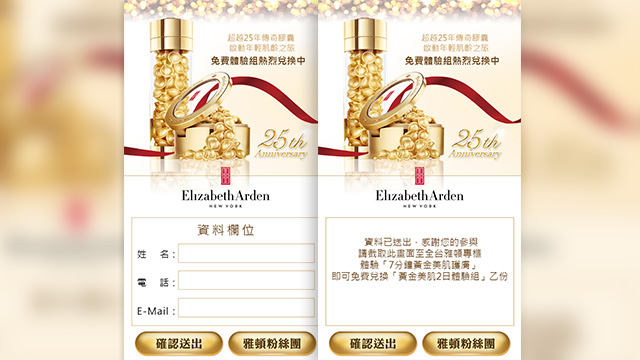 超越25年傳奇膠囊
啟動年輕肌齡之旅
免費體驗組熱烈兌換中
25th
Anniversary
Elizabeth Arden
NEW YORK
資料欄位
姓 名：
電 話：
E-Mail：
確認送出
雅頓粉絲團
超越25年傳奇膠囊
啟動年輕肌齡之旅
免費體驗組熱烈兌換中
25th
Anniversary
Elizabeth Arden
NEW YORK
資料已送出，感謝您的參與
請截取此畫面至全台雅頓專櫃
體驗「7分鐘黃金美肌護膚」
即可免費兌換「黃金美肌2日體驗組」乙份
確認送出
雅頓粉絲團